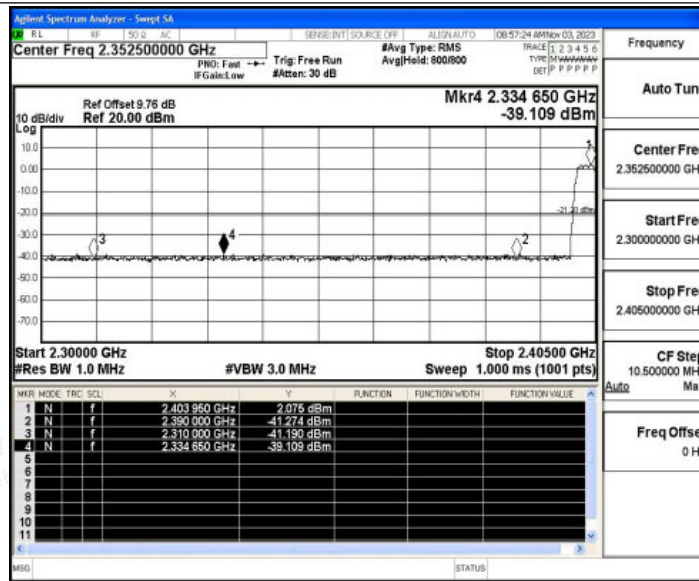 Agilent Spectrum Analyzer - Swept SA
RL RF 50 Ω AC SENSE:INT SOURCE OFF ALIGN AUTO 08:57:24 AM Nov 03, 2023
Center Freq 2.352500000 GHz #Avg Type: RMS TRACE 1 2 3 4 5 6 Frequency
PNO: Fast Trig: Free Run Avg|Hold: 800/800 TYPE M
IFGain:Low #Atten: 30 dB DET P P P P P P
Auto Tun
Ref Offset 9.76 dB Mkr4 2.334 650 GHz
10 dB/div Ref 20.00 dBm -39.109 dBm
Log
10.0 1
0.00
-10.0
-20.0 -21.20 dBm
-30.0 3 4 2
-40.0
-50.0
-60.0
-70.0
Center Fre
2.352500000 GH
Start Fre
2.300000000 GH
Stop Fre
2.405000000 GH
Start 2.30000 GHz Stop 2.40500 GHz
#Res BW 1.0 MHz #VBW 3.0 MHz Sweep 1.000 ms (1001 pts)
CF Ste
10.500000 MH
Auto Ma
MKR MODE TRC SCL X Y FUNCTION FUNCTION WIDTH FUNCTION VALUE
1 N f 2.403 950 GHz 2.075 dBm
2 N f 2.390 000 GHz -41.274 dBm
3 N f 2.310 000 GHz -41.190 dBm
4 N f 2.334 650 GHz -39.109 dBm
5
6
7
8
9
10
11
Freq Offse
0 H
MSG STATUS